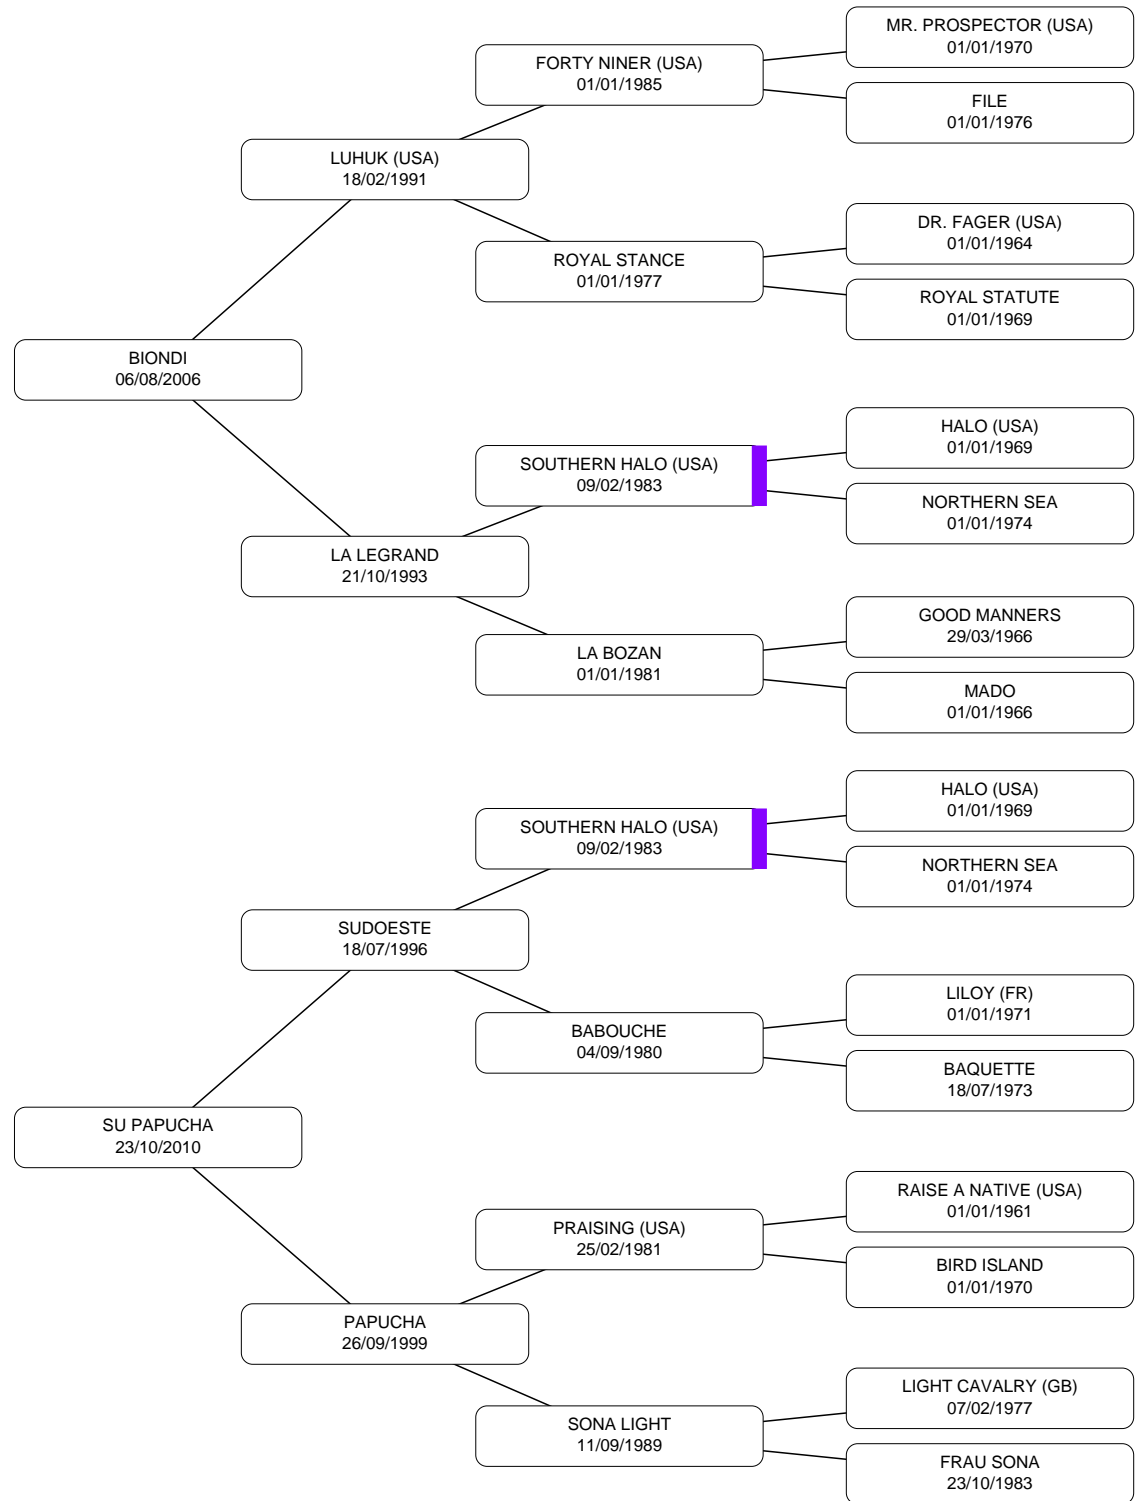 MR. PROSPECTOR (USA)
01/01/1970
FORTY NINER (USA)
01/01/1985
FILE
01/01/1976
LUHUK (USA)
18/02/1991
DR. FAGER (USA)
01/01/1964
ROYAL STANCE
01/01/1977
ROYAL STATUTE
01/01/1969
BIONDI
06/08/2006
HALO (USA)
01/01/1969
SOUTHERN HALO (USA)
09/02/1983
NORTHERN SEA
01/01/1974
LA LEGRAND
21/10/1993
GOOD MANNERS
29/03/1966
LA BOZAN
01/01/1981
MADO
01/01/1966
HALO (USA)
01/01/1969
SOUTHERN HALO (USA)
09/02/1983
NORTHERN SEA
01/01/1974
SUDOESTE
18/07/1996
LILOY (FR)
01/01/1971
BABOUCHE
04/09/1980
BAQUETTE
18/07/1973
SU PAPUCHA
23/10/2010
RAISE A NATIVE (USA)
01/01/1961
PRAISING (USA)
25/02/1981
BIRD ISLAND
01/01/1970
PAPUCHA
26/09/1999
LIGHT CAVALRY (GB)
07/02/1977
SONA LIGHT
11/09/1989
FRAU SONA
23/10/1983